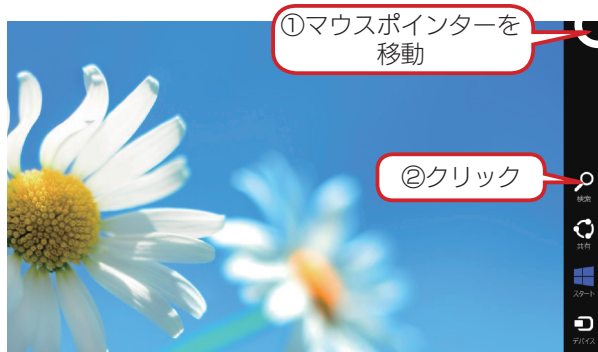 ①マウスポインターを
移動
②クリック
検索
共有
スタート
デバイス